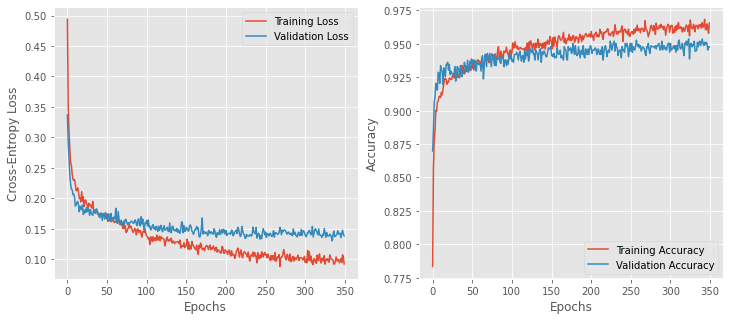 0.50
0.45
0.40
0.35
0.30
0.25
0.20
0.15
0.10
Cross-Entropy Loss
Training Loss
Validation Loss
0 50 100 150 200 250 300 350
Epochs
0.975
0.950
0.925
0.900
0.875
0.850
0.825
0.800
0.775
Accuracy
Training Accuracy
Validation Accuracy
0 50 100 150 200 250 300 350
Epochs